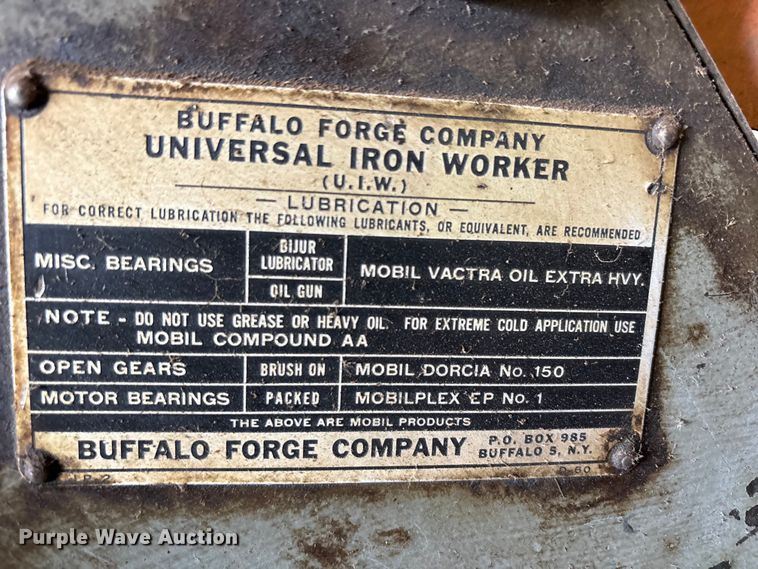 BUFFALO FORGE COMPANY
UNIVERSAL IRON WORKER
(U.I.W.)
— LUBRICATION —
FOR CORRECT LUBRICATION THE FOLLOWING LUBRICANTS, OR EQUIVALENT, ARE RECOMMENDED
MISC. BEARINGS
BIJUR
LUBRICATOR
OIL GUN
MOBIL VACTRA OIL EXTRA HVY.
NOTE - DO NOT USE GREASE OR HEAVY OIL. FOR EXTREME COLD APPLICATION USE
MOBIL COMPOUND AA
OPEN GEARS BRUSH ON MOBIL DORCIA No. 150
MOTOR BEARINGS PACKED MOBILPLEX EP No. 1
THE ABOVE ARE MOBIL PRODUCTS
BUFFALO FORGE COMPANY
P.O. BOX 985
BUFFALO 5, N.Y.
Purple Wave Auction